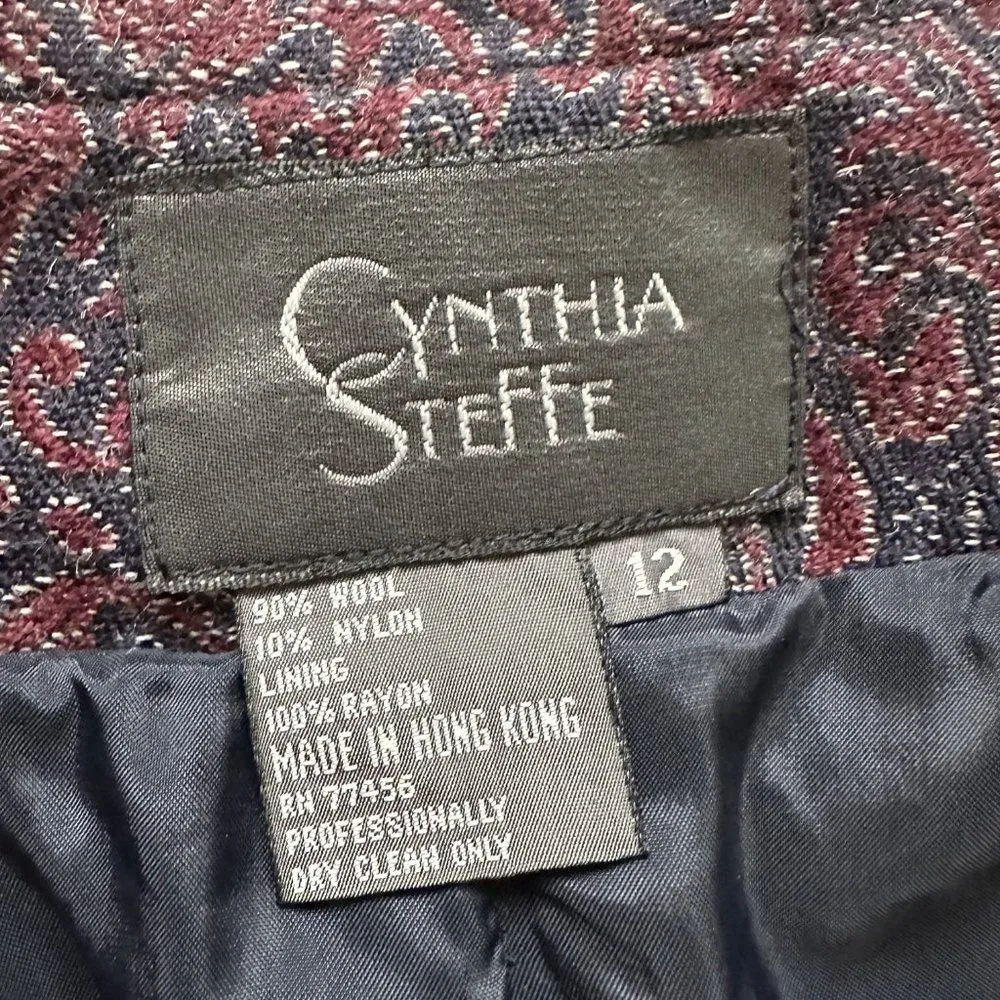 CYNTHIA
STEFFE
12
90% WOOL
10% NYLON
LINING
100% RAYON
MADE IN HONG KONG
RN 77456
PROFESSIONALLY
DRY CLEAN ONLY